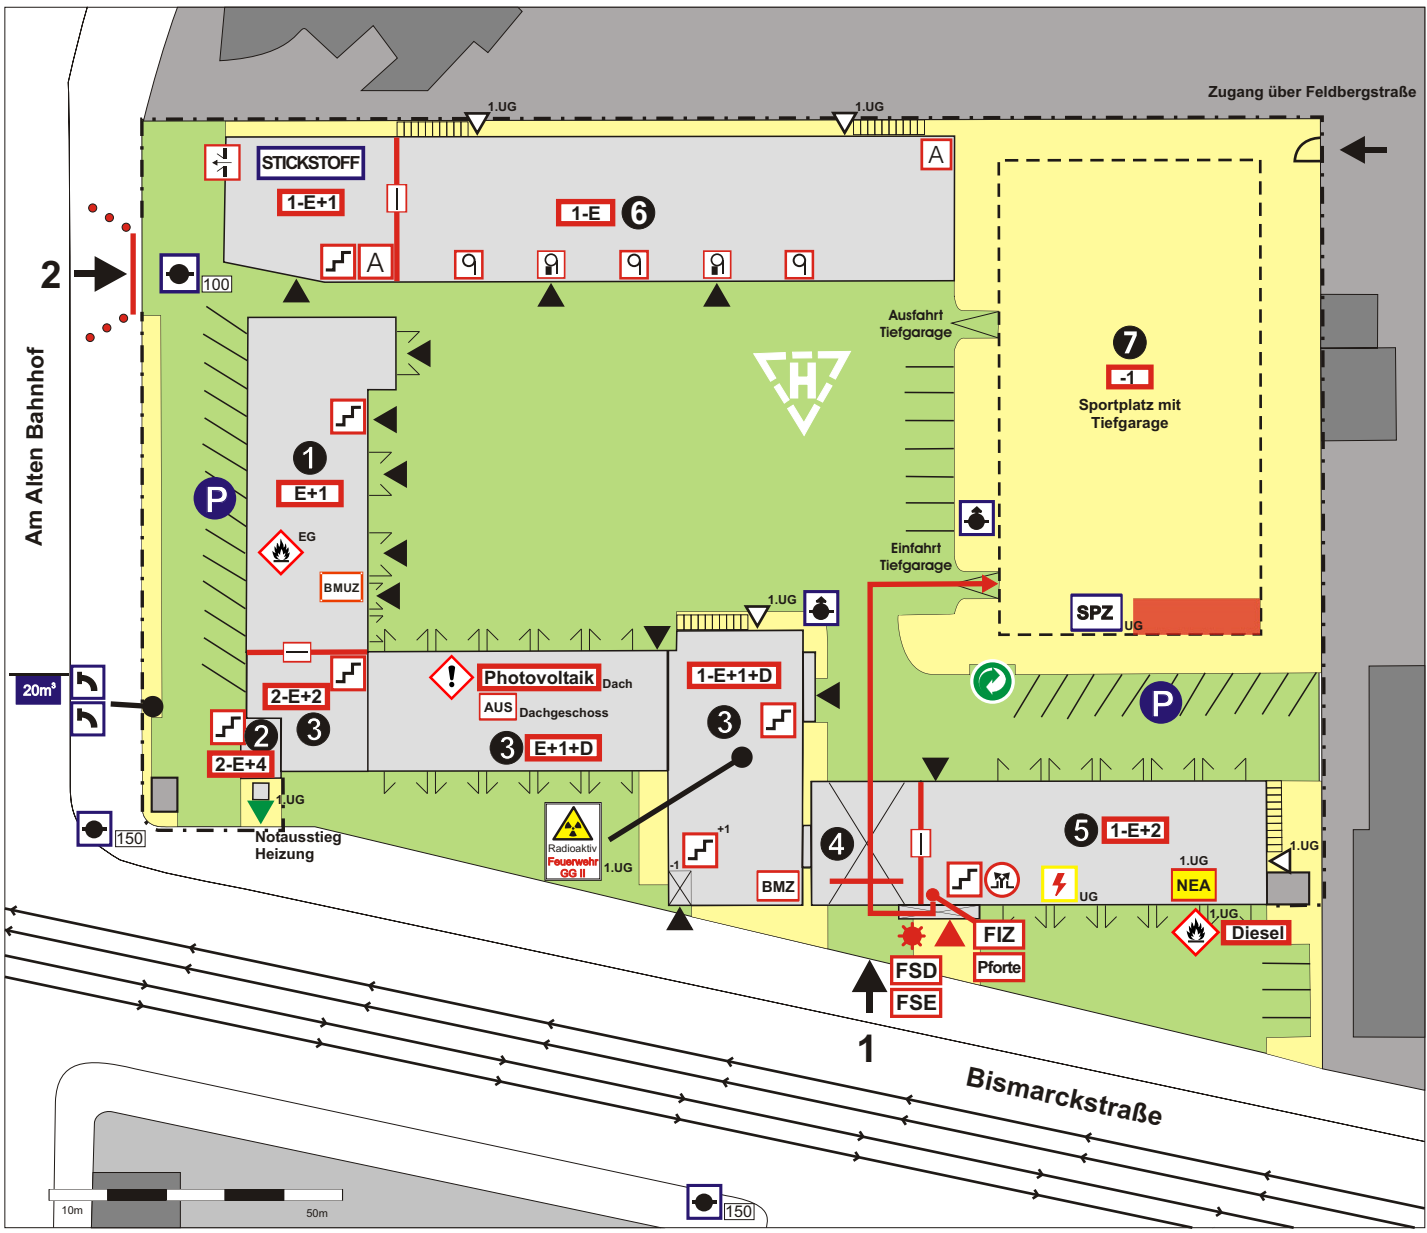 1.UG
1.UG
Zugang über Feldbergstraße
STICKSTOFF
A
1-E+1
1-E
6
A
2
100
Ausfahrt
Tiefgarage
H
7
-1
Sportplatz mit
Tiefgarage
Am Alten Bahnhof
1
E+1
P
EG
BMUZ
Einfahrt
Tiefgarage
1.UG
SPZ
UG
20m³
2-E+2
3
!
Photovoltaik
Dach
AUS
Dachgeschoss
3
E+1+D
1-E+1+D
3
P
2
2-E+4
1.UG
Notausstieg
Heizung
150
Radioaktiv
Feuerwehr
GG II
1.UG
+1
-1
BMZ
4
5
1-E+2
1.UG
1.UG
NEA
UG
1.UG
Diesel
FIZ
Pforte
FSD
FSE
1
Bismarckstraße
10m
50m
150